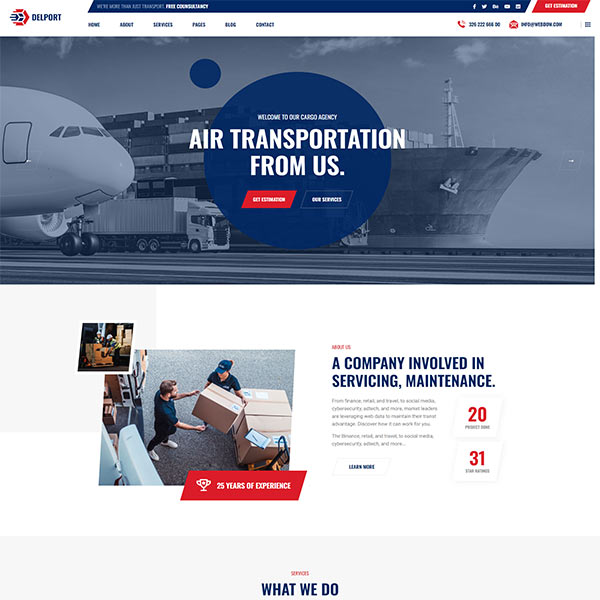 WE'RE MORE THAN JUST TRANSPORT. FREE COUNSULTANCY
GET ESTIMATION
DELPORT
HOME ABOUT SERVICES PAGES BLOG CONTACT
326 222 666 00
INFO@WEBDOW.COM
WELCOME TO OUR CARGO AGENCY
AIR TRANSPORTATION
FROM US.
GET ESTIMATION
OUR SERVICES
ABOUT US
A COMPANY INVOLVED IN
SERVICING, MAINTENANCE.
From finance, retail, and travel, to social media,
cybersecurity, adtech, and more, market leaders
are leveraging web data to maintain their transit
advantage. Discover how it can work for you.
The Binance, retail, and travel, to social media,
cybersecurity, adtech, and more...
LEARN MORE
20
PRODUCT DONE
31
STAR RATINGS
25 YEARS OF EXPERIENCE
SERVICES
WHAT WE DO